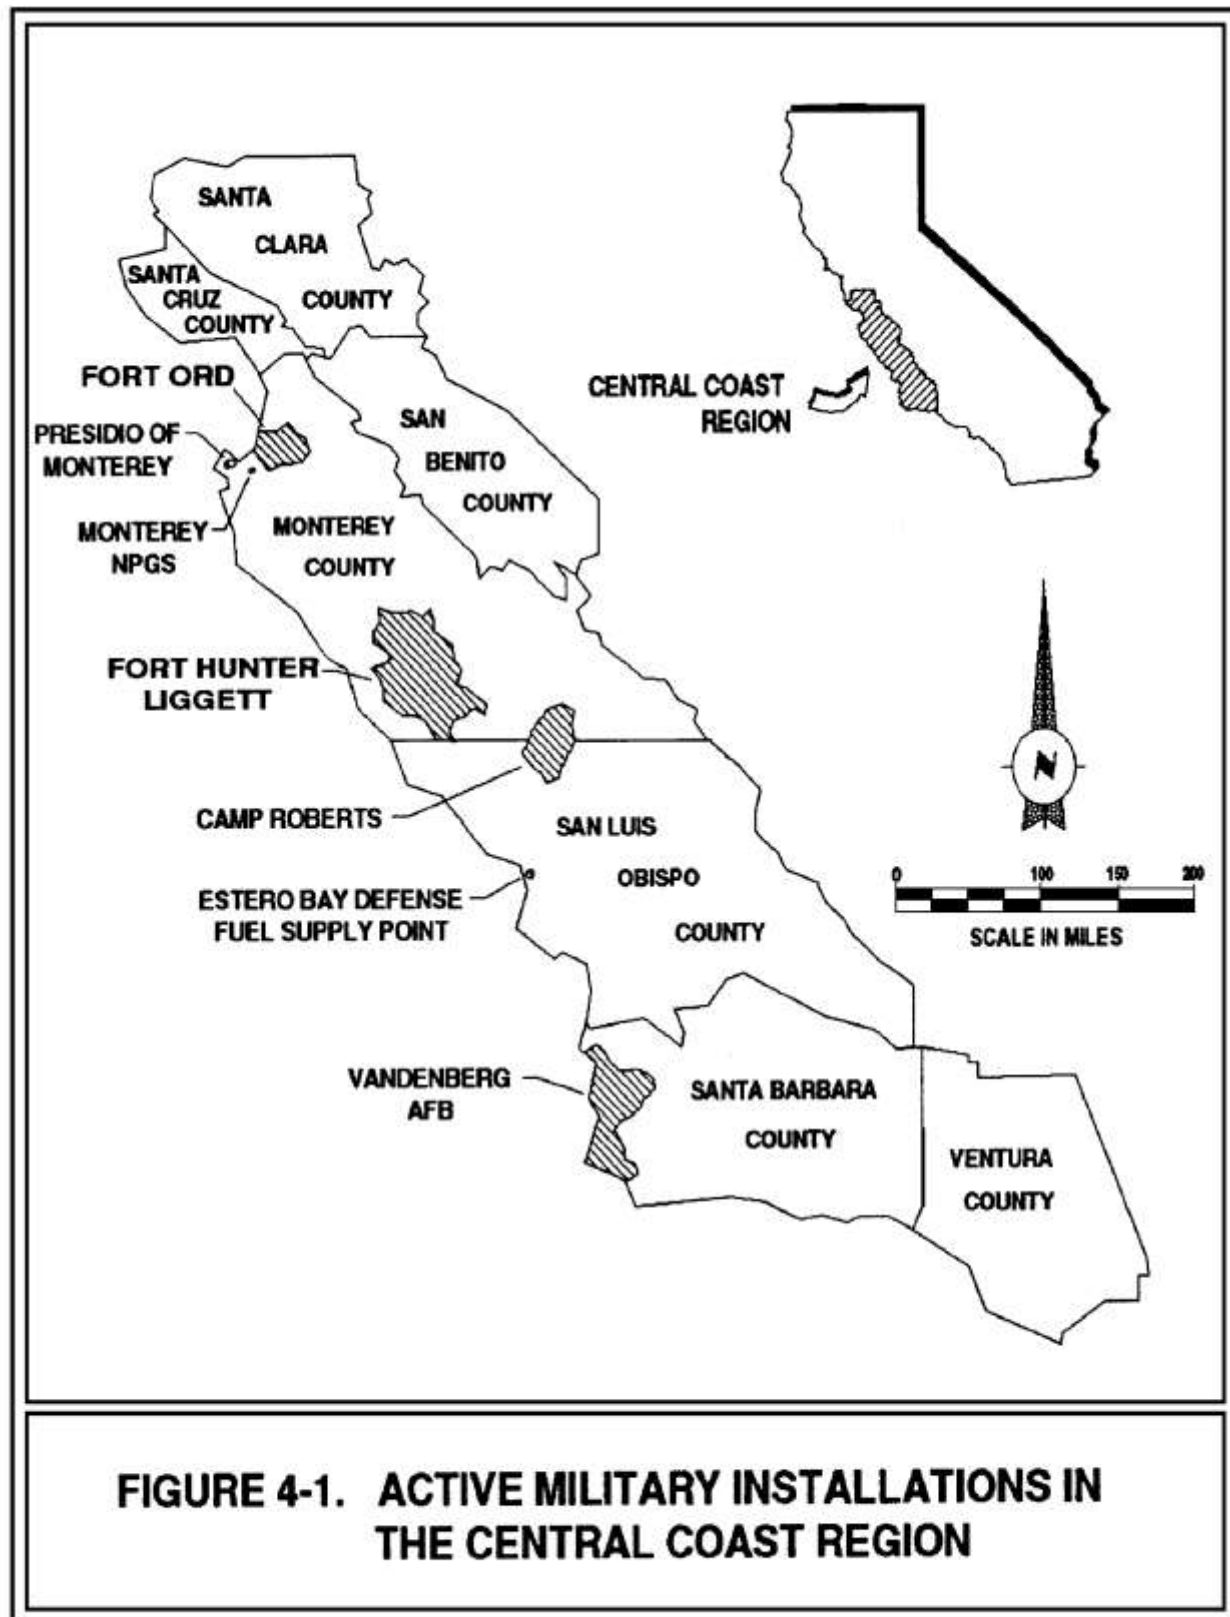 SANTA
CLARA
COUNTY
SANTA
CRUZ
COUNTY
FORT ORD
PRESIDIO OF
MONTEREY
MONTEREY
NPGS
SAN
BENITO
COUNTY
MONTEREY
COUNTY
CENTRAL COAST
REGION
FORT HUNTER
LIGGETT
N
CAMP ROBERTS
SAN LUIS
OBISPO
COUNTY
ESTERO BAY DEFENSE
FUEL SUPPLY POINT
0 100 150 200
SCALE IN MILES
VANDENBERG
AFB
SANTA BARBARA
COUNTY
VENTURA
COUNTY
FIGURE 4-1. ACTIVE MILITARY INSTALLATIONS IN
THE CENTRAL COAST REGION